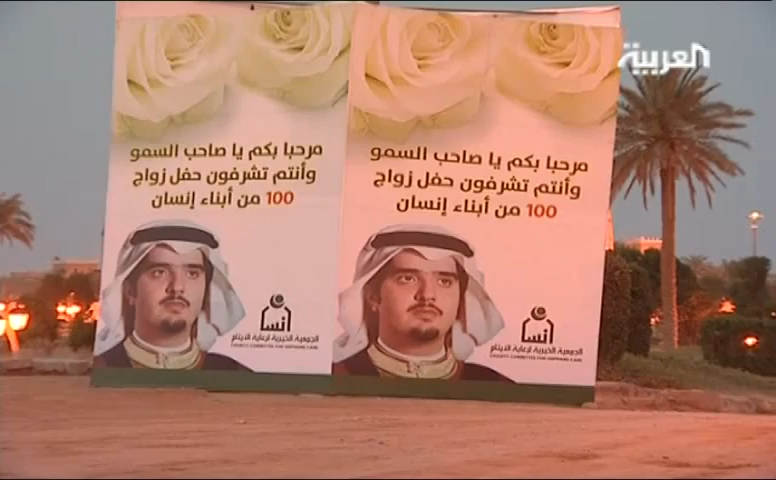 العربية
مرحبا بكم يا صاحب السمو
وأنتم تشرفون حفل زواج
100 من أبناء إنسان
إنسان
الجمعية الخيرية لرعاية الأيتام
CHARITY COMMITTEE FOR ORPHANS CARE
مرحبا بكم يا صاحب السمو
وأنتم تشرفون حفل زواج
100 من أبناء إنسان
إنسان
الجمعية الخيرية لرعاية الأيتام
CHARITY COMMITTEE FOR ORPHANS CARE